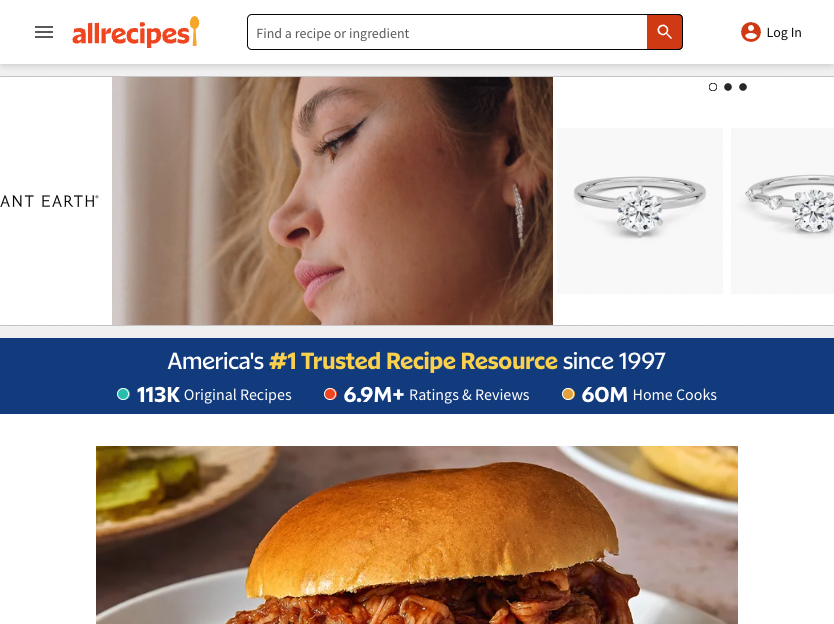 allrecipes
Find a recipe or ingredient
Log In
ANT EARTH®
America's #1 Trusted Recipe Resource since 1997
113K Original Recipes
6.9M+ Ratings & Reviews
60M Home Cooks